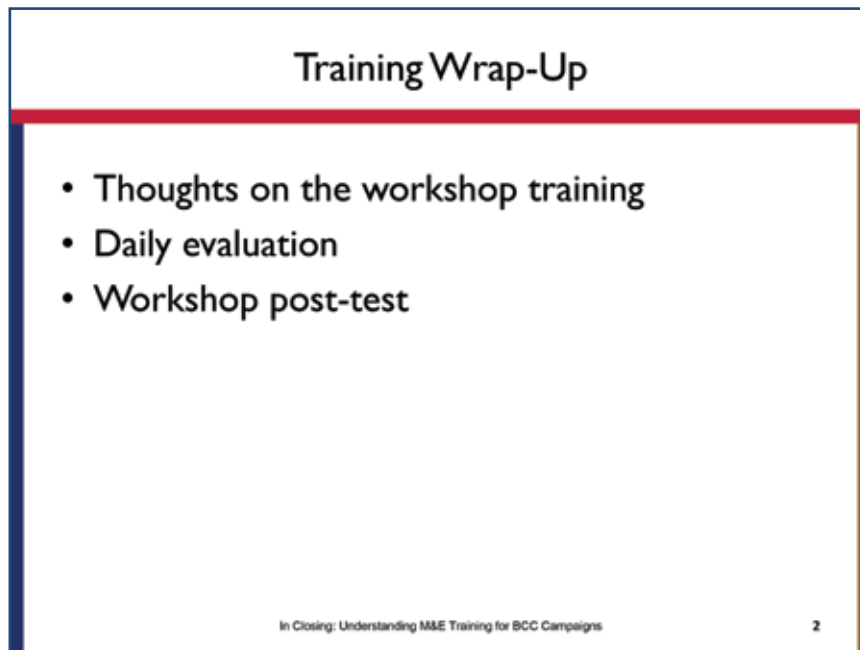 Training Wrap-Up
• Thoughts on the workshop training
• Daily evaluation
• Workshop post-test
In Closing: Understanding M&E Training for BCC Campaigns
2